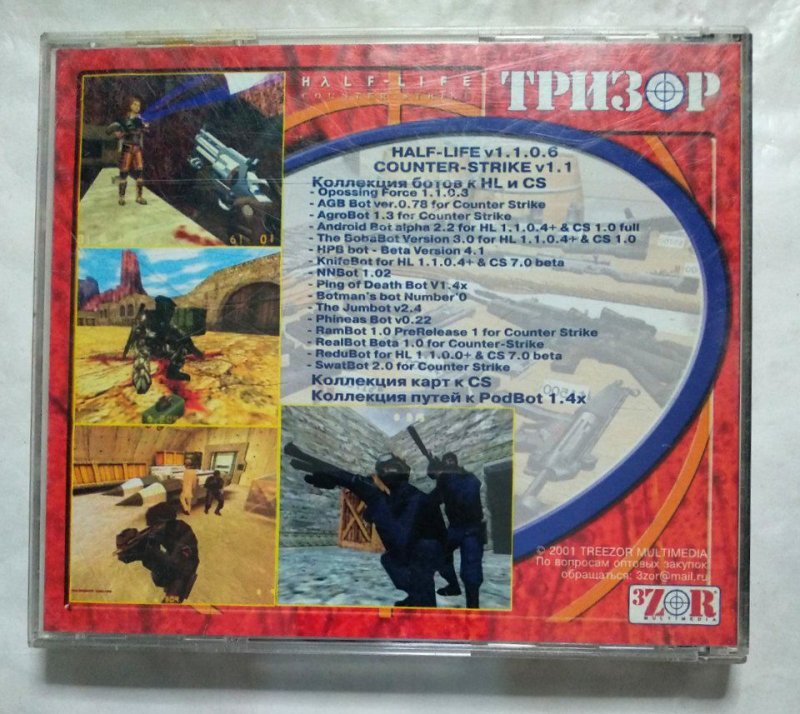 HALF-LIFE
COUNTER-STRIKE
ТРИЗОР
HALF-LIFE v1.1.0.6
COUNTER-STRIKE v1.1
Коллекция ботов к HL и CS
- Opossing Force 1.1.0.3
- AGB Bot ver.0.78 for Counter Strike
- AgroBot 1.3 for Counter Strike
- Android Bot alpha 2.2 for HL 1.1.0.4+ & CS 1.0 full
- The BohaBot Version 3.0 for HL 1.1.0.4+ & CS 1.0
- HPB bot - Beta Version 4.1
- KnifeBot for HL 1.1.0.4+ & CS 7.0 beta
- NNBot 1.02
- Ping of Death Bot V1.4x
- Botman's bot Number 0
- The Jumbot v2.4
- Phineas Bot v0.22
- RamBot 1.0 PreRelease 1 for Counter Strike
- RealBot Beta 1.0 for Counter-Strike
- ReduBot for HL 1.1.0.0+ & CS 7.0 beta
- SwatBot 2.0 for Counter Strike
Коллекция карт к CS
Коллекция путей к PodBot 1.4x
© 2001 TREEZOR MULTIMEDIA
По вопросам оптовых закупок
обращаться: 3zor@mail.ru
3ZOR®
MULTIMEDIA